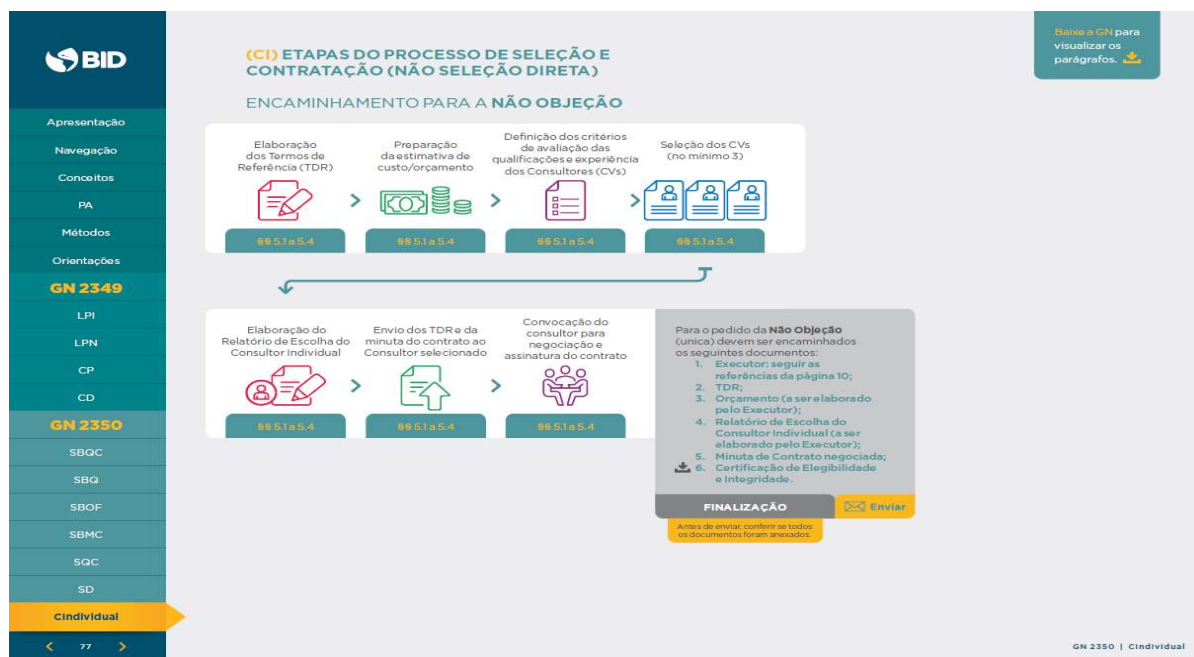 BID
Apresentação
Navegação
Conceitos
PA
Métodos
Orientações
GN 2349
LPI
LPN
CP
CD
GN 2350
SBQC
SBQ
SBOF
SBMC
SQC
SD
CIndividual
77
(CI) ETAPAS DO PROCESSO DE SELEÇÃO E
CONTRATAÇÃO (NÃO SELEÇÃO DIRETA)
ENCAMINHAMENTO PARA A NÃO OBJEÇÃO
Baixe a GN para
visualizar os
parágrafos.
Elaboração
dos Termos de
Referência (TDR)
§§ 5.1 a 5.4
Preparação
da estimativa de
custo/orçamento
§§ 5.1 a 5.4
Definição dos critérios
de avaliação das
qualificações e experiência
dos Consultores (CVs)
§§ 5.1 a 5.4
Seleção dos CVs
(no mínimo 3)
§§ 5.1 a 5.4
Elaboração do
Relatório de Escolha do
Consultor Individual
§§ 5.1 a 5.4
Envio dos TDR e da
minuta do contrato ao
Consultor selecionado
§§ 5.1 a 5.4
Convocação do
consultor para
negociação e
assinatura do contrato
§§ 5.1 a 5.4
Para o pedido da Não Objeção
(unica) devem ser encaminhados
os seguintes documentos:
1. Executor: seguir as
referências da página 10;
2. TDR;
3. Orçamento (a ser elaborado
pelo Executor);
4. Relatório de Escolha do
Consultor Individual (a ser
elaborado pelo Executor);
5. Minuta de Contrato negociada;
6. Certificação de Elegibilidade
e Integridade.
FINALIZAÇÃO
Enviar
Antes de enviar, conferir se todos
os documentos foram anexados.
GN 2350 | CIndividual